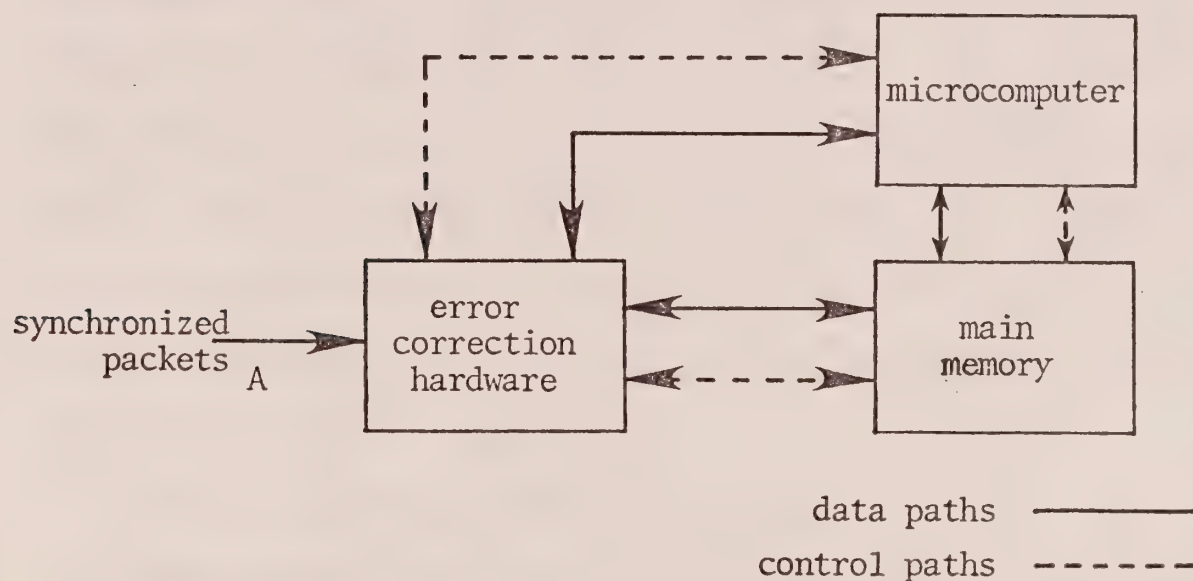 microcomputer
synchronized
packets
A
error
correction
hardware
main
memory
data paths
control paths